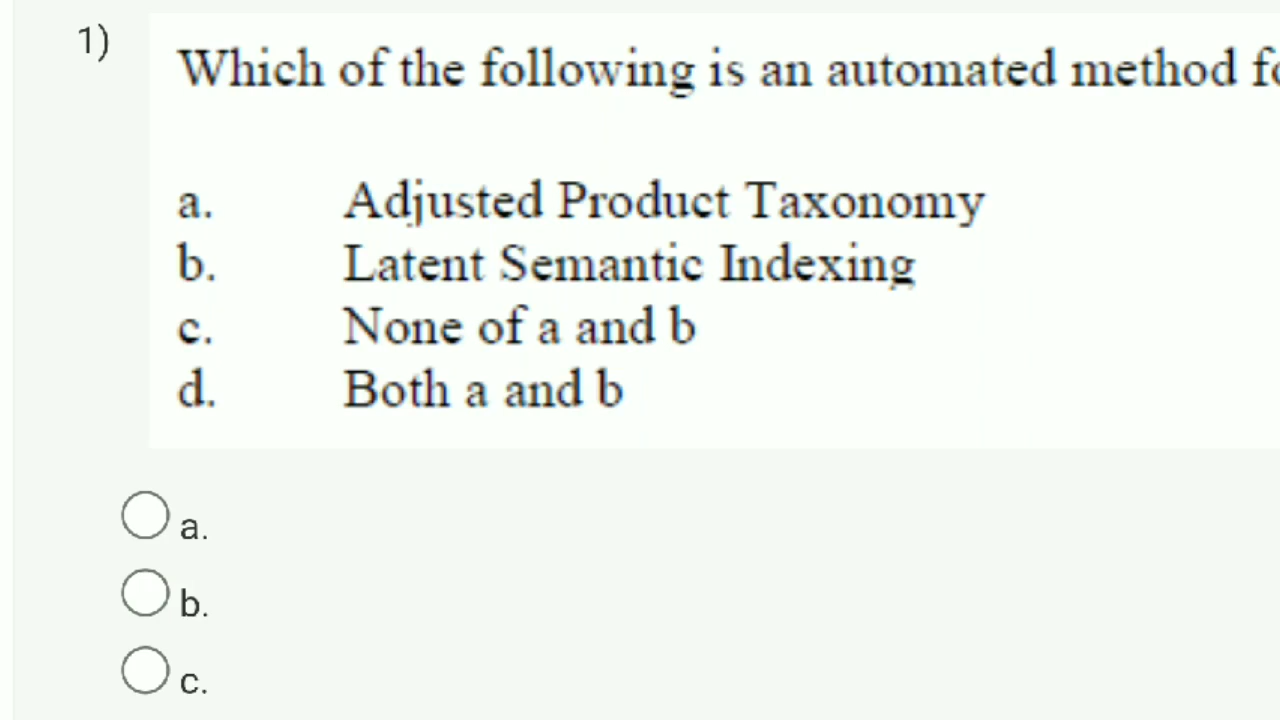 1)
Which of the following is an automated method
a. Adjusted Product Taxonomy
b. Latent Semantic Indexing
c. None of a and b
d. Both a and b
a.
b.
c.